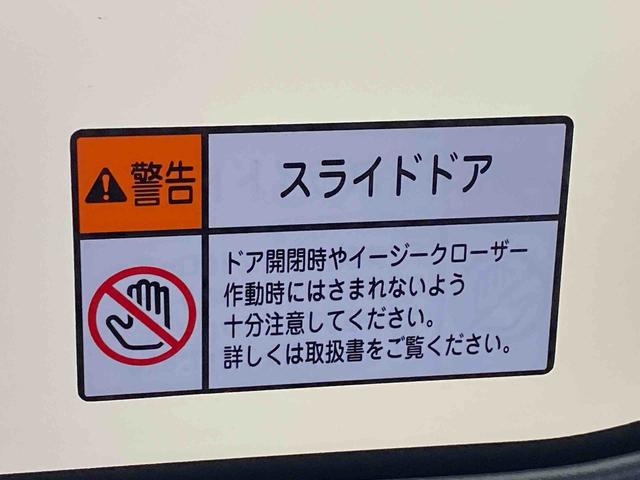 警告
スライドドア
ドア開閉時やイージークローザー
作動時にはさまれないよう
十分注意してください。
詳しくは取扱書をご覧ください。